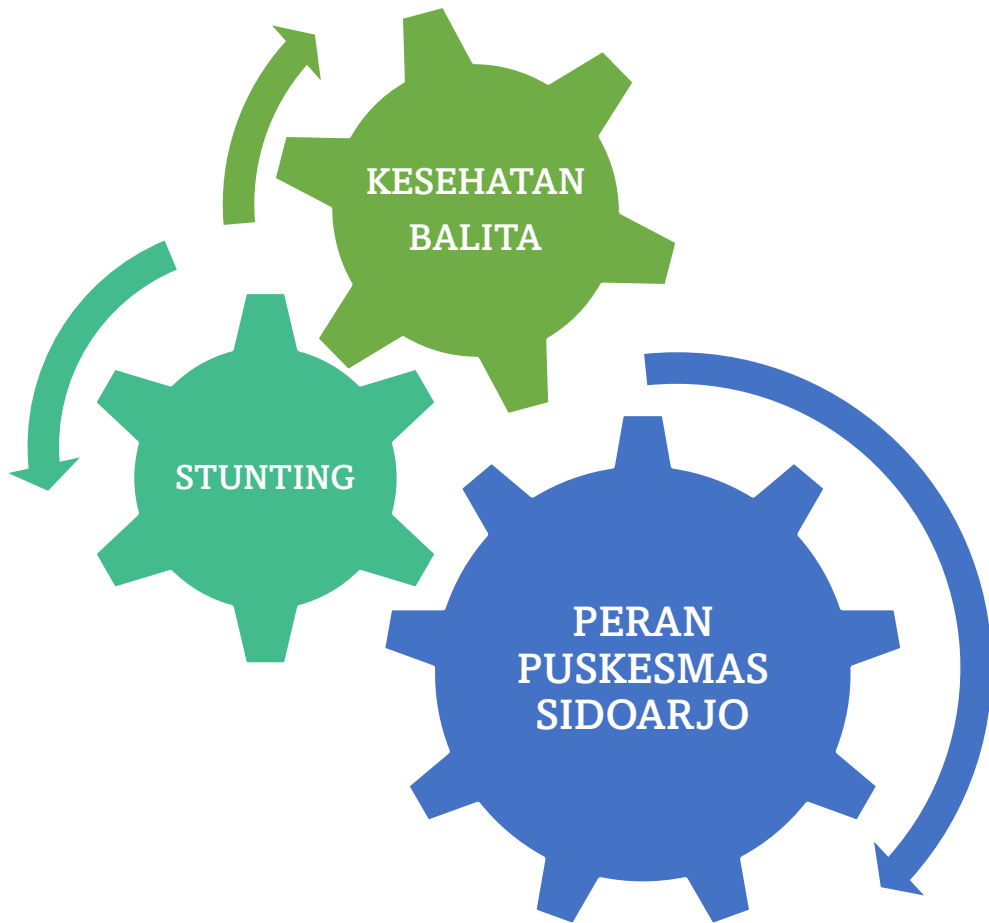 KESEHATAN
BALITA
STUNTING
PERAN
PUSKESMAS
SIDOARJO